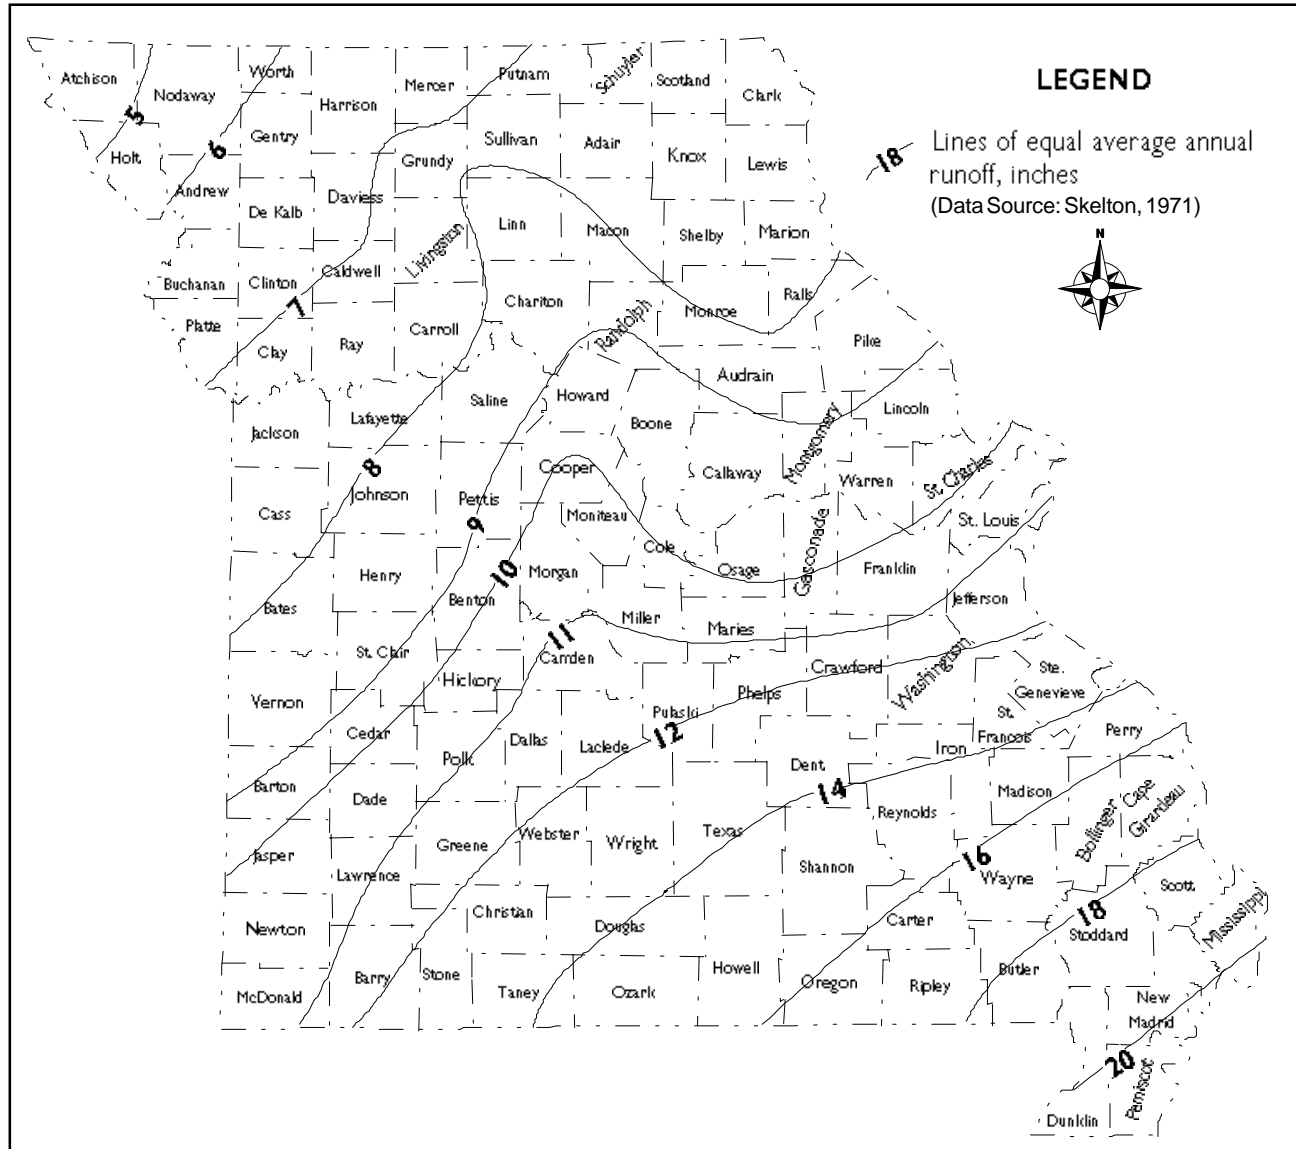 LEGEND
18
Lines of equal average annual
runoff, inches
(Data Source: Skelton, 1971)
N
Atchison
Nodaway
Worth
Harrison
Mercer
Putnam
Schuyler
Scotland
Clark
5
6
Holt
Andrew
Gentry
De Kalb
Daviess
Grundy
Sullivan
Adair
Knox
Lewis
Livingston
Linn
Macon
Shelby
Marion
Buchanan
Clinton
Caldwell
7
Platte
Clay
Ray
Carroll
Chariton
Randolph
Monroe
Ralls
Pike
Audrain
Jackson
Lafayette
Saline
Howard
Boone
Callaway
Montgomery
Lincoln
Warren
St. Charles
8
Cass
Johnson
Pettis
Cooper
Moniteau
9
10
Cole
Osage
Gasconade
Franklin
St. Louis
Jefferson
Bates
Henry
Benton
Morgan
Miller
Maries
11
Camden
St. Clair
Hickory
Vernon
Cedar
Polk
Dallas
Laclede
Pulaski
12
Phelps
Crawford
Washington
Ste.
Genevieve
St.
Francois
Iron
Perry
Barton
Dade
Dent
14
Reynolds
Madison
Bollinger
Cape
Girardeau
Jasper
Lawrence
Greene
Webster
Wright
Texas
Shannon
16
Wayne
Scott
Mississippi
18
Stoddard
Newton
Christian
Douglas
Carter
McDonald
Barry
Stone
Taney
Ozark
Howell
Oregon
Ripley
Butler
New
Madrid
20
Pemiscot
Dunklin